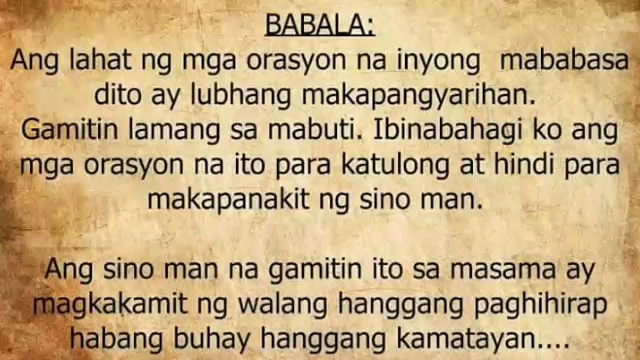 BABALA:
Ang lahat ng mga orasyon na inyong mababasa
dito ay lubhang makapangyarihan.
Gamitin lamang sa mabuti. Ibinabahagi ko ang
mga orasyon na ito para katulong at hindi para
makapanakit ng sino man.
Ang sino man na gamitin ito sa masama ay
magkakamit ng walang hanggang paghihirap
habang buhay hanggang kamatayan....